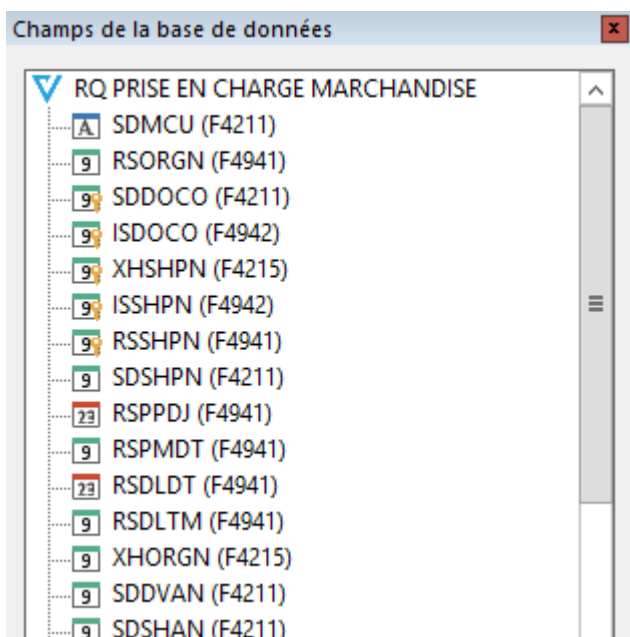 Champs de la base de données
RQ PRISE EN CHARGE MARCHANDISE
SDMCU (F4211)
RSORGN (F4941)
SDDOCO (F4211)
ISDOCO (F4942)
XHSHPN (F4215)
ISSHPN (F4942)
RSSHPN (F4941)
SDSHPN (F4211)
RSPPDJ (F4941)
RSPMDT (F4941)
RSDLDT (F4941)
RSDLTM (F4941)
XHORGN (F4215)
SDDVAN (F4211)
SDSHAN (F4211)